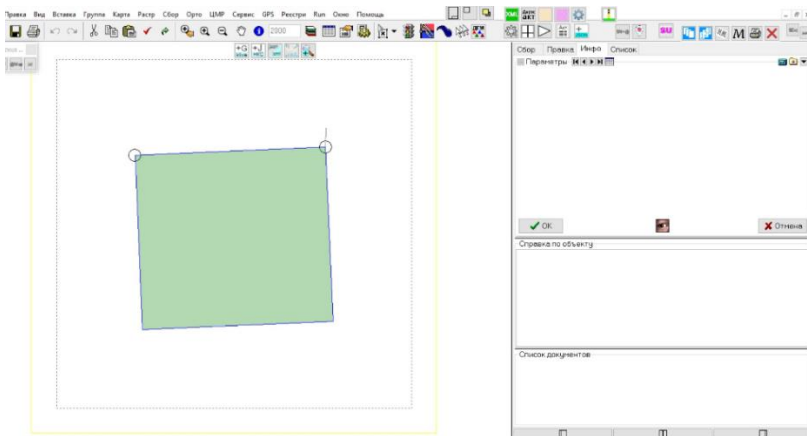 Правка Вид Вставка Группа Карта Растр Сбор Орто ЦМР Сервис GPS Реестры Run Окно Помощь
2000
SU M
+G +J
Сбор Правка Инфо Список
Параметры
OK Отмена
Справка по объекту
Список документов